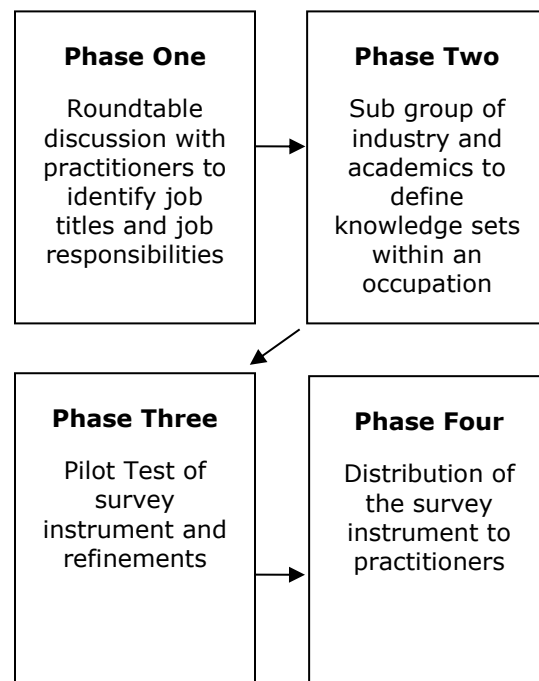 Phase One
Roundtable
discussion with
practitioners to
identify job
titles and job
responsibilities
Phase Two
Sub group of
industry and
academics to
define
knowledge sets
within an
occupation
Phase Three
Pilot Test of
survey
instrument and
refinements
Phase Four
Distribution of
the survey
instrument to
practitioners